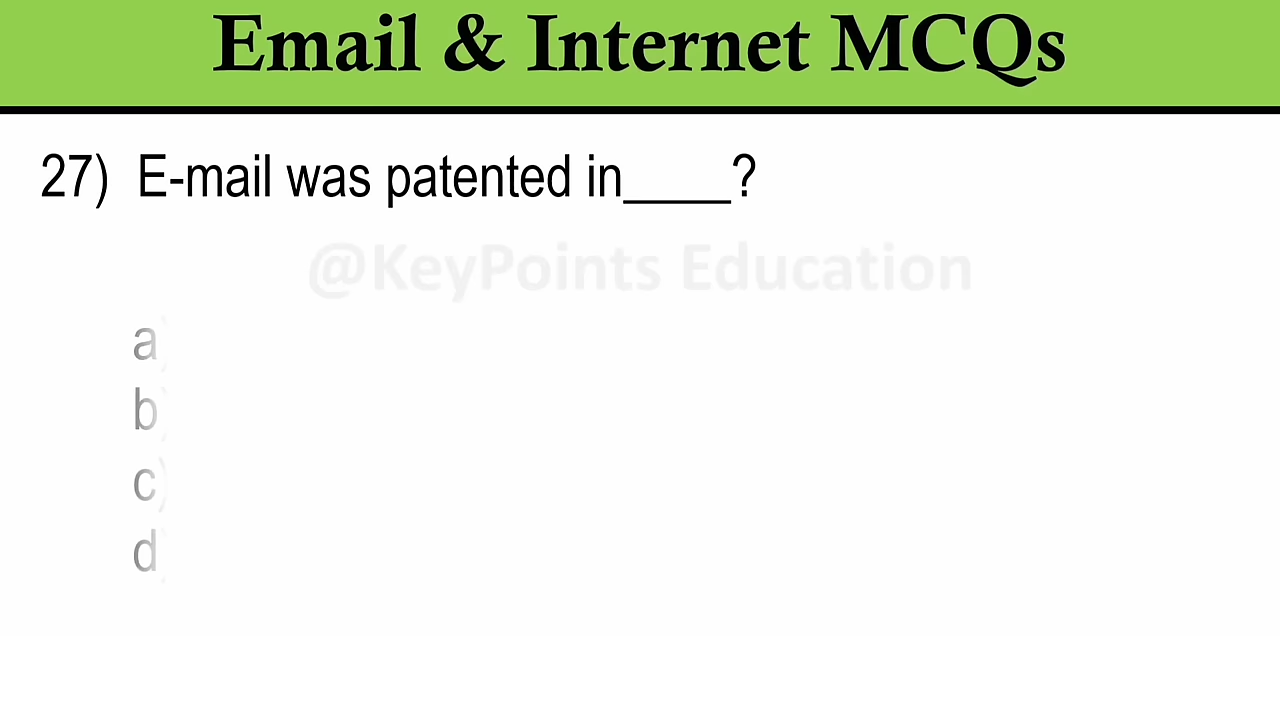 Email & Internet MCQs
27) E-mail was patented in____?
@KeyPoints Education
a)
b)
c)
d)